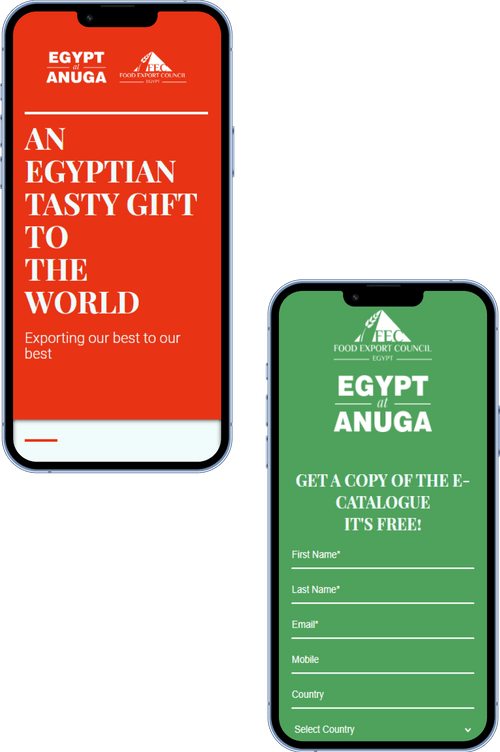 EGYPT
at
ANUGA
FEC
FOOD EXPORT COUNCIL
EGYPT
AN
EGYPTIAN
TASTY GIFT
TO
THE
WORLD
Exporting our best to our
best
FEC
FOOD EXPORT COUNCIL
EGYPT
EGYPT
at
ANUGA
GET A COPY OF THE E-
CATALOGUE
IT'S FREE!
First Name*
Last Name*
Email*
Mobile
Country
Select Country